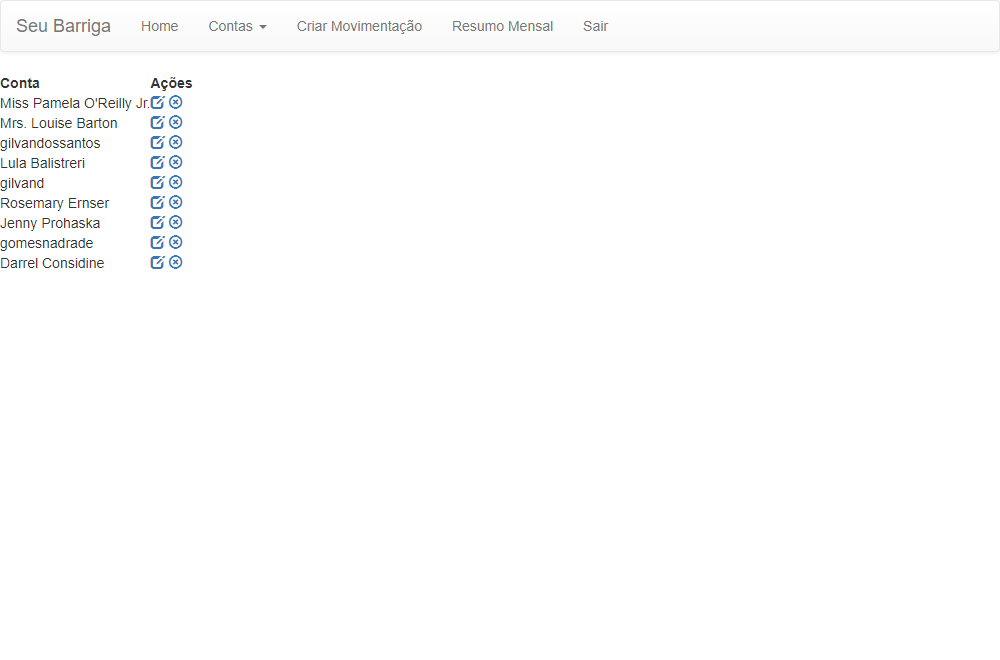 Seu Barriga Home Contas Criar Movimentação Resumo Mensal Sair
Conta Ações
Miss Pamela O'Reilly Jr.
Mrs. Louise Barton
gilvandossantos
Lula Balistreri
gilvand
Rosemary Ernser
Jenny Prohaska
gomesnadrade
Darrel Considine